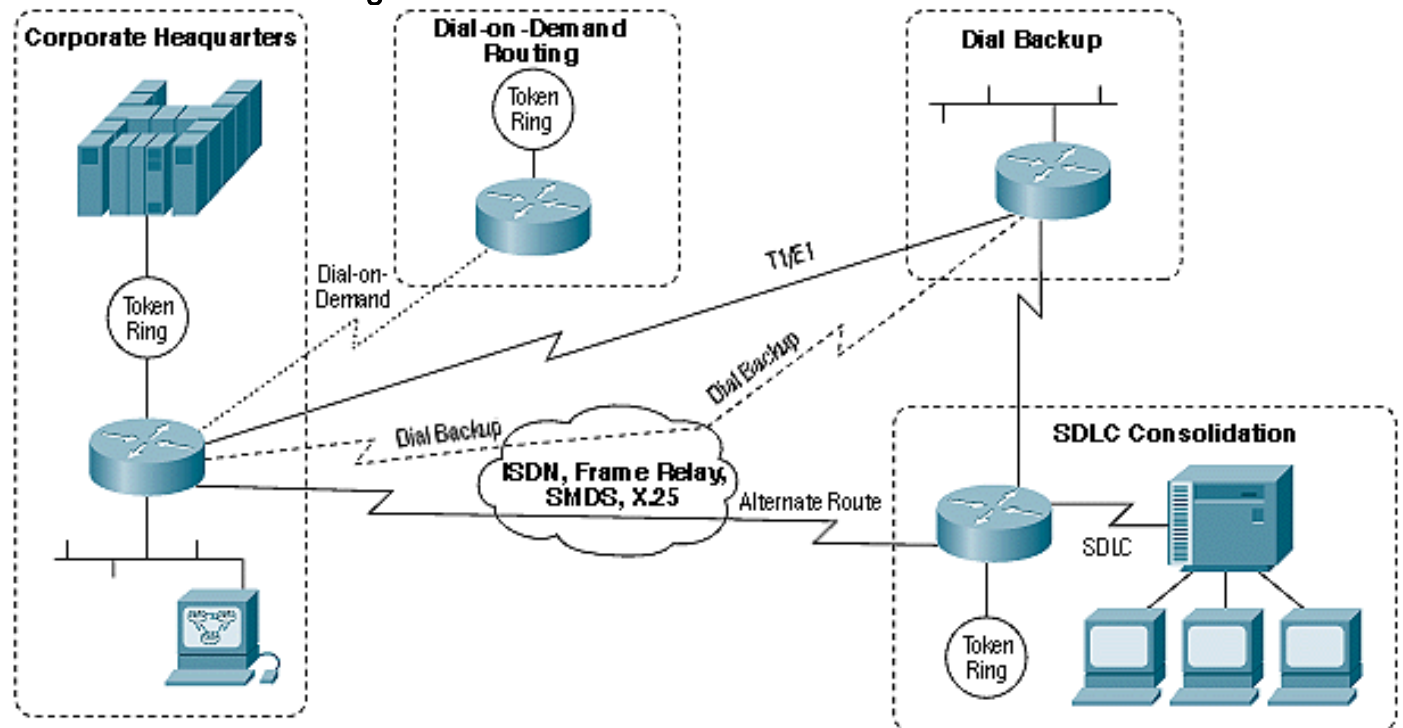 Corporate Heaquarters
Dial-on-Demand
Routing
Dial Backup
Token
Ring
Token
Ring
Dial-on-
Demand
T1/E1
Dial Backup
Dial Backup
ISDN, Frame Relay,
SMDS, X.25
Alternate Route
SDLC Consolidation
SDLC
Token
Ring